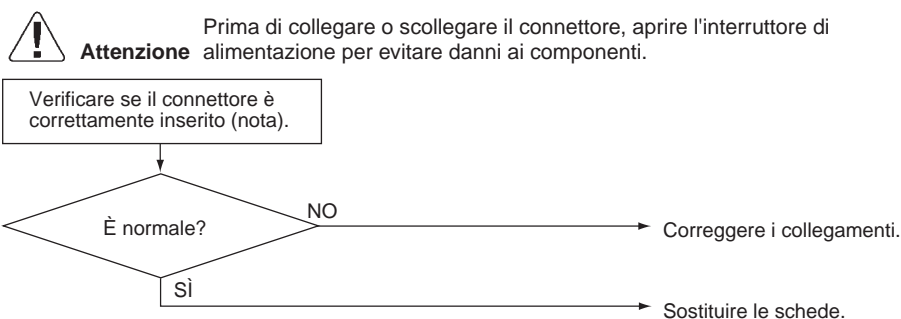 Prima di collegare o scollegare il connettore, aprire l'interruttore di
Attenzione alimentazione per evitare danni ai componenti.
Verificare se il connettore è
correttamente inserito (nota).
È normale?
NO
Correggere i collegamenti.
SÌ
Sostituire le schede.